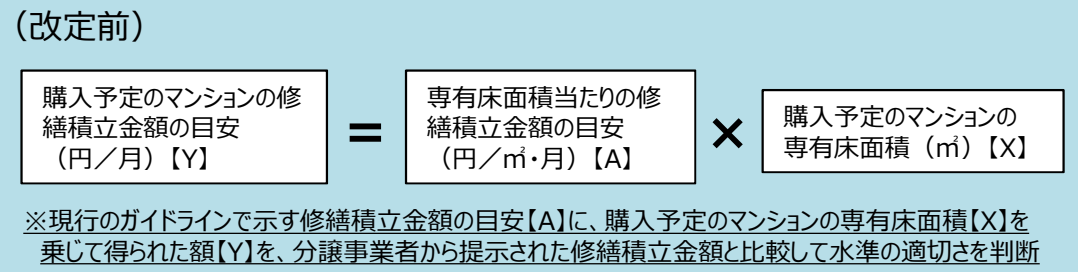 （改定前）
購入予定のマンションの修
繕積立金額の目安
（円／月）【Y】
＝
専有床面積当たりの修
繕積立金額の目安
（円／㎡・月）【A】
×
購入予定のマンションの
専有床面積（㎡）【X】
※現行のガイドラインで示す修繕積立金額の目安【A】に、購入予定のマンションの専有床面積【X】を
乗じて得られた額【Y】を、分譲事業者から提示された修繕積立金額と比較して水準の適切さを判断